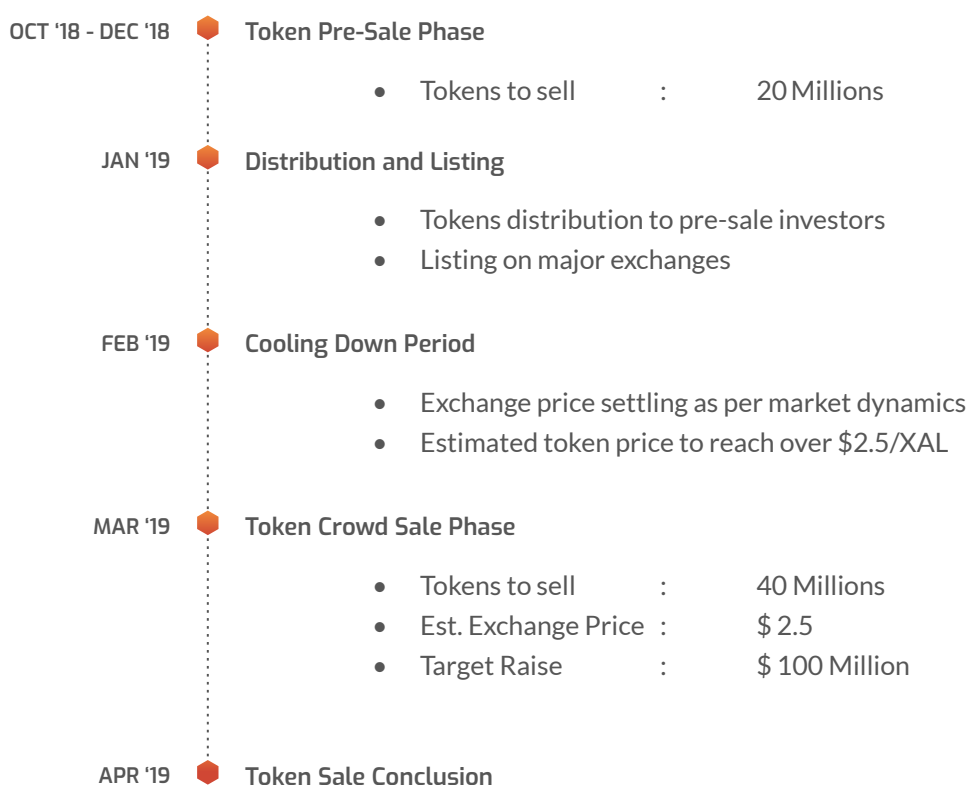 OCT ‘18 - DEC ‘18 Token Pre-Sale Phase
• Tokens to sell : 20 Millions
JAN ‘19 Distribution and Listing
• Tokens distribution to pre-sale investors
• Listing on major exchanges
FEB ‘19 Cooling Down Period
• Exchange price settling as per market dynamics
• Estimated token price to reach over $2.5/XAL
MAR ‘19 Token Crowd Sale Phase
• Tokens to sell : 40 Millions
• Est. Exchange Price : $ 2.5
• Target Raise : $ 100 Million
APR ‘19 Token Sale Conclusion